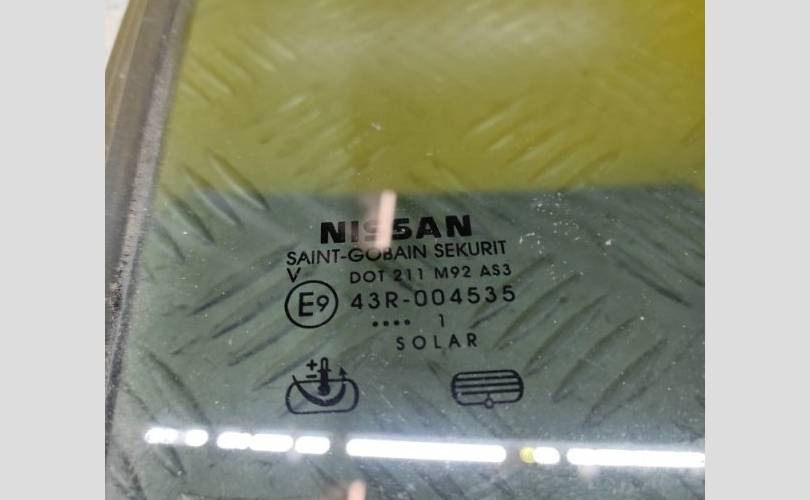 NISSAN
SAINT-GOBAIN SEKURIT
V DOT 211 M92 AS3
E9 43R-004535
.... 1
SOLAR